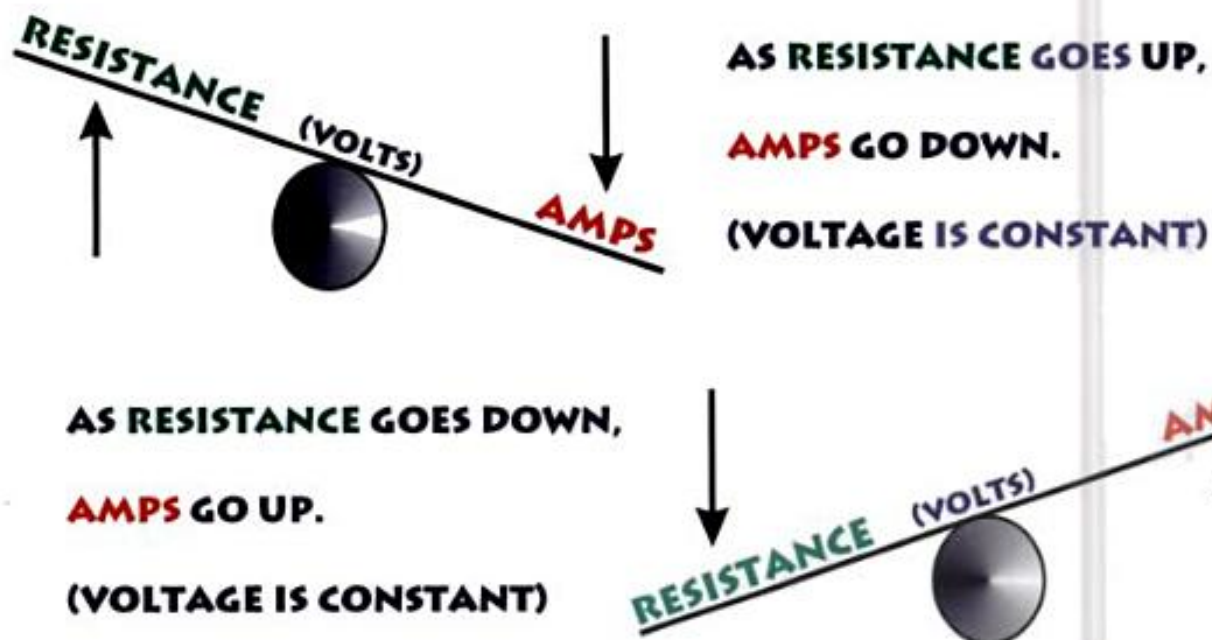 RESISTANCE
(VOLTS)
AMPS
AS RESISTANCE GOES UP,
AMPS GO DOWN.
(VOLTAGE IS CONSTANT)
AS RESISTANCE GOES DOWN,
AMPS GO UP.
(VOLTAGE IS CONSTANT)
RESISTANCE
(VOLTS)